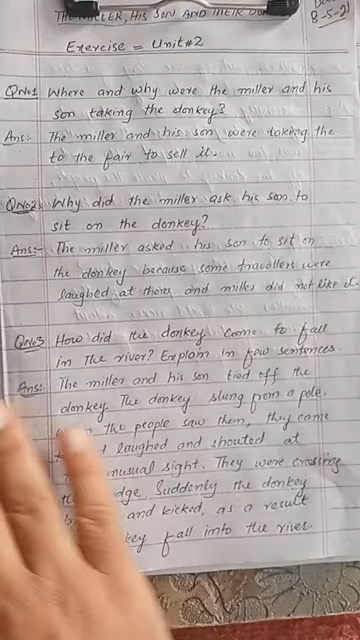 THE MILLER, HIS SON AND THEIR
8-5-21
Exercise = Unit#2
QNo1 Where and why were the miller and his
son taking the donkey?
Ans:- The miller and his son were taking the
to the fair to sell it.
QNo2: Why did the miller ask his son to
sit on the donkey?
Ans:- The miller asked his son to sit on
the donkey because some travellers were
laughed at them and miller did not like it.
QNo3 How did the donkey come to fall
in the river? Explain in few sentences
Ans: The miller and his son tied off the
donkey. The donkey slung from a pole.
the people saw them, they came
laughed and shouted at
unusual sight. They were crossing
Suddenly the donkey
and kicked, as a result
fall into the river